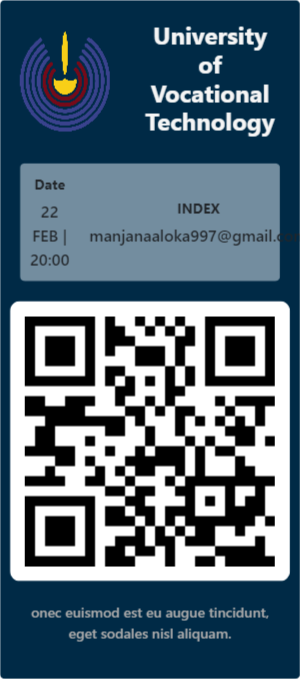 University
of
Vocational
Technology
Date
22
FEB |
20:00
INDEX
manjanaaloka997@gmail.c
onec euismod est eu augue tincidunt,
eget sodales nisl aliquam.